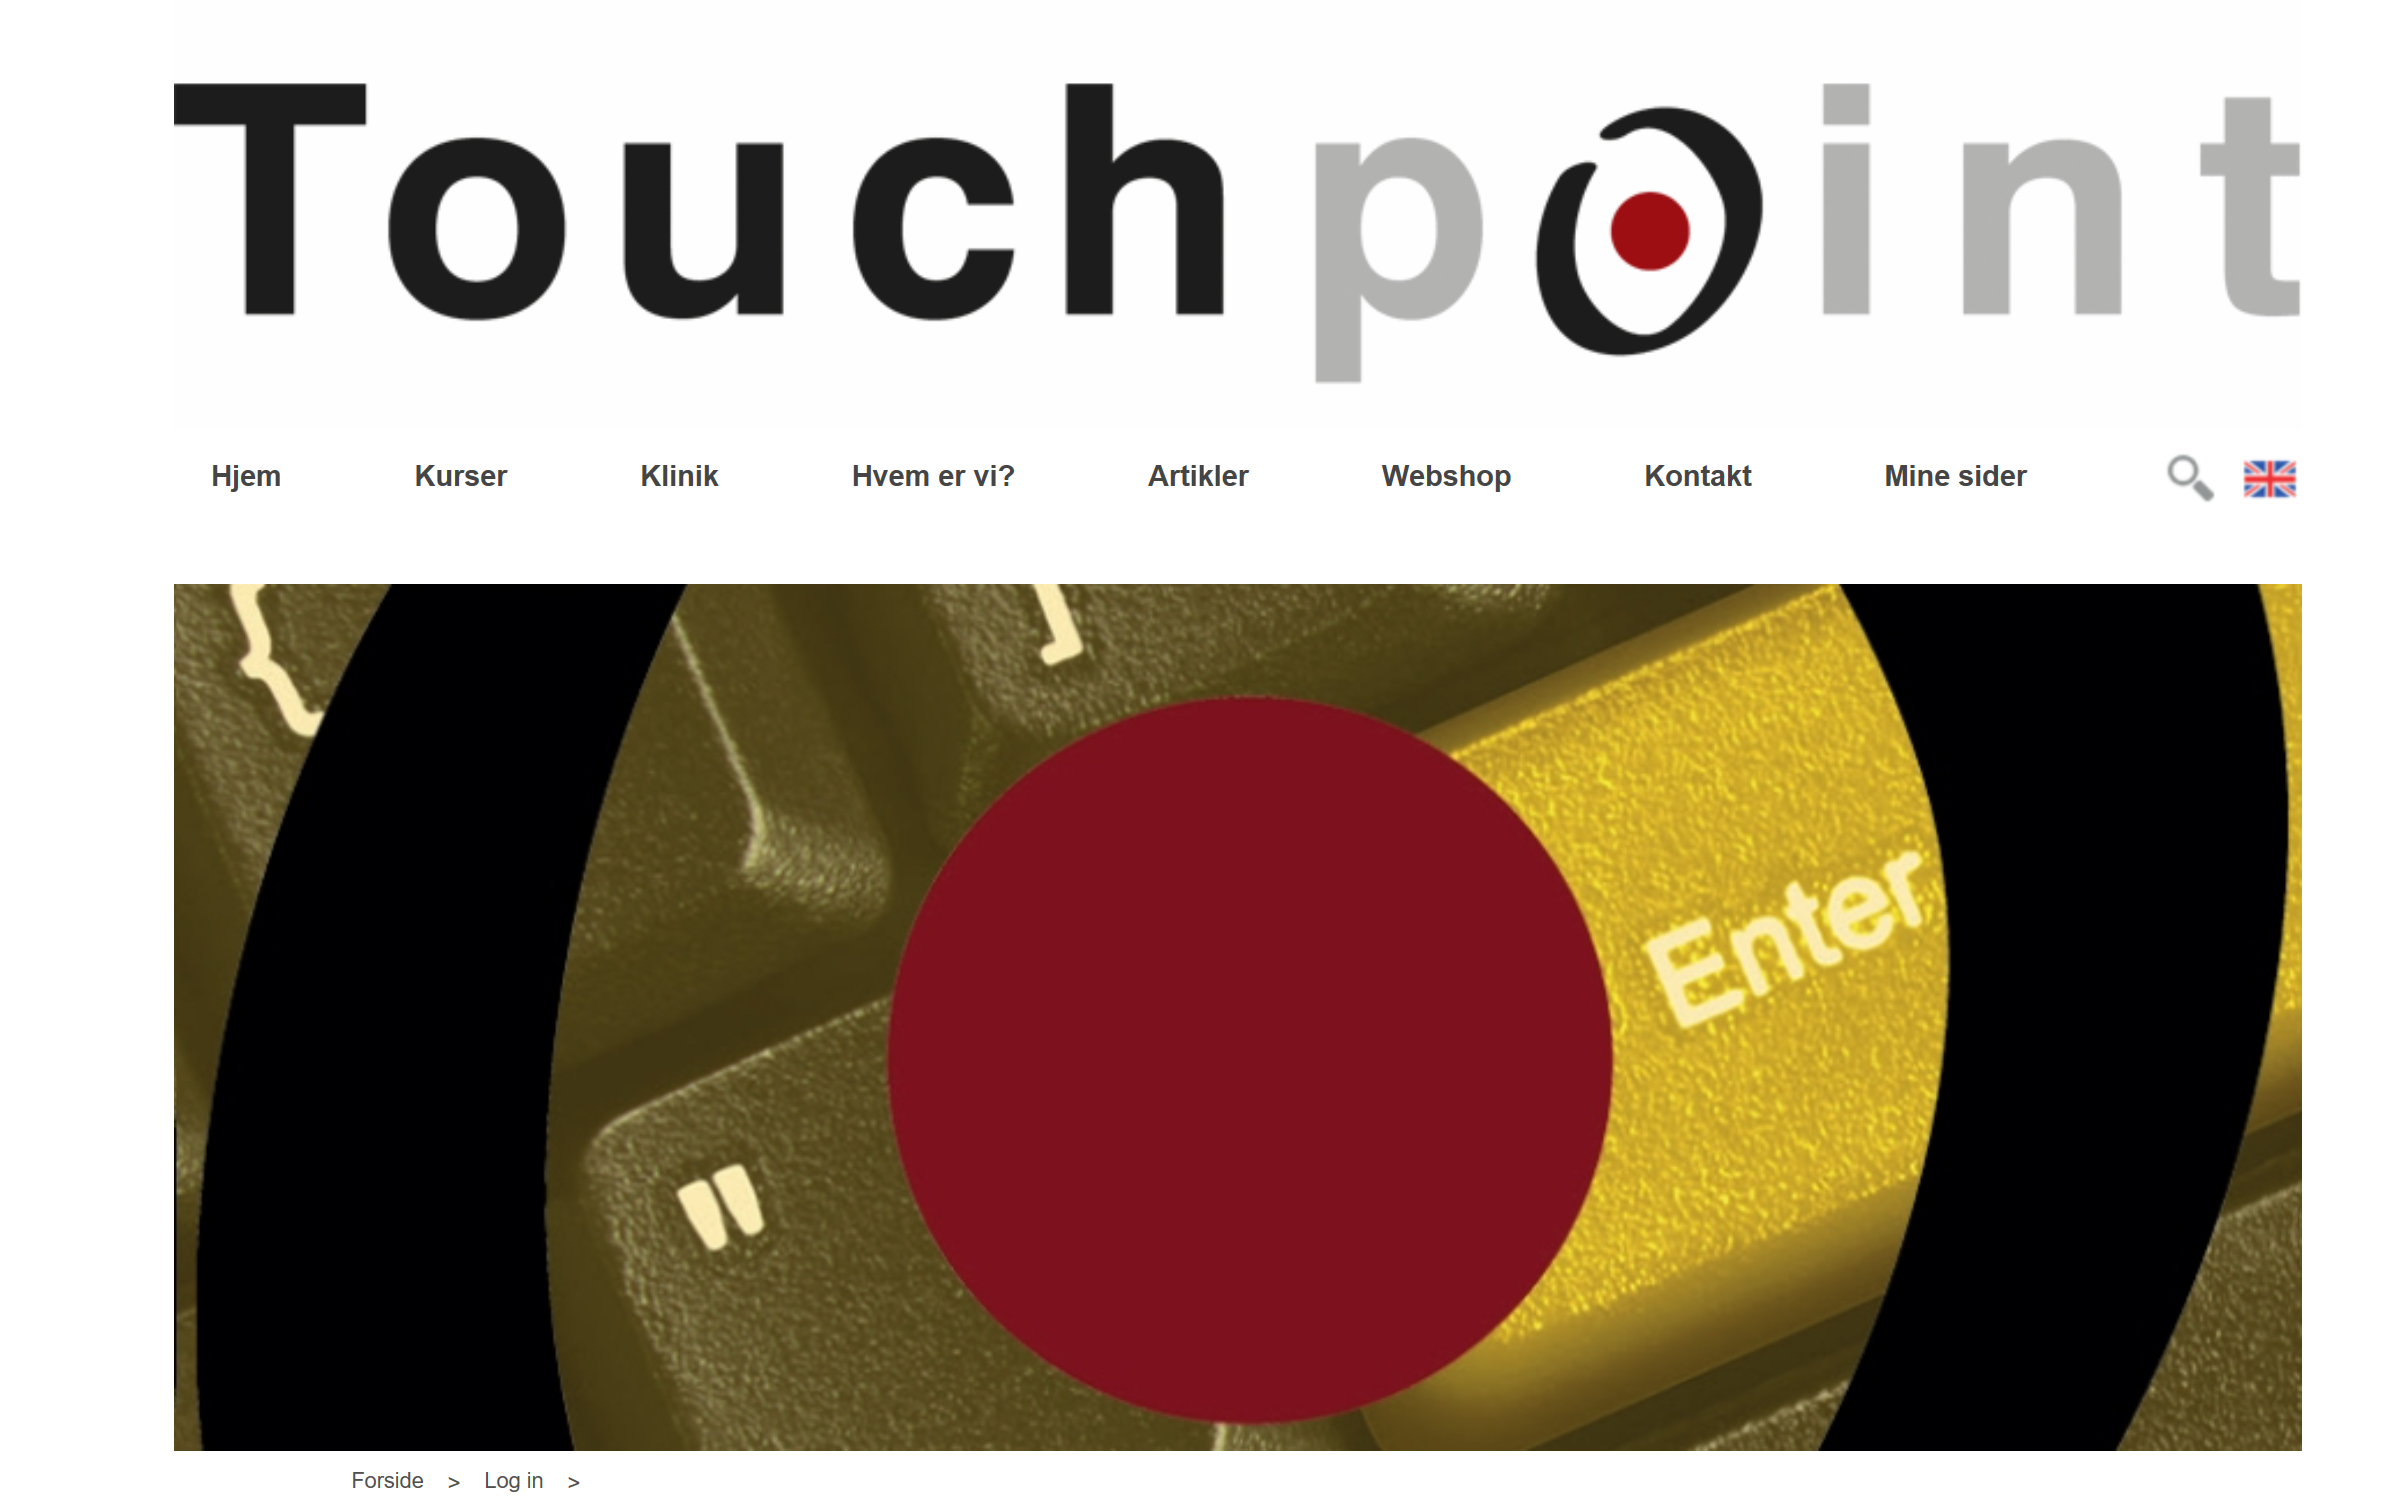 Touchpoint
Hjem Kurser Klinik Hvem er vi? Artikler Webshop Kontakt Mine sider
{ ]
Enter
"
Forside > Log in >